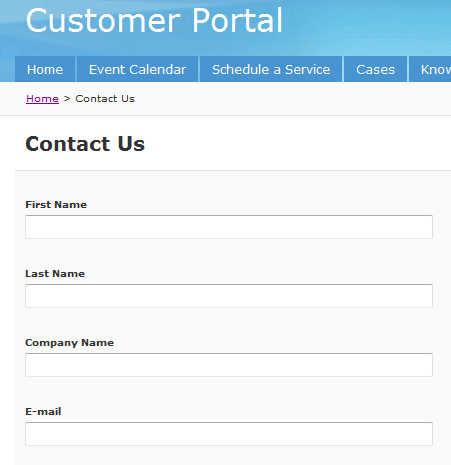 Customer Portal
Home Event Calendar Schedule a Service Cases
Home > Contact Us
Contact Us
First Name
Last Name
Company Name
E-mail